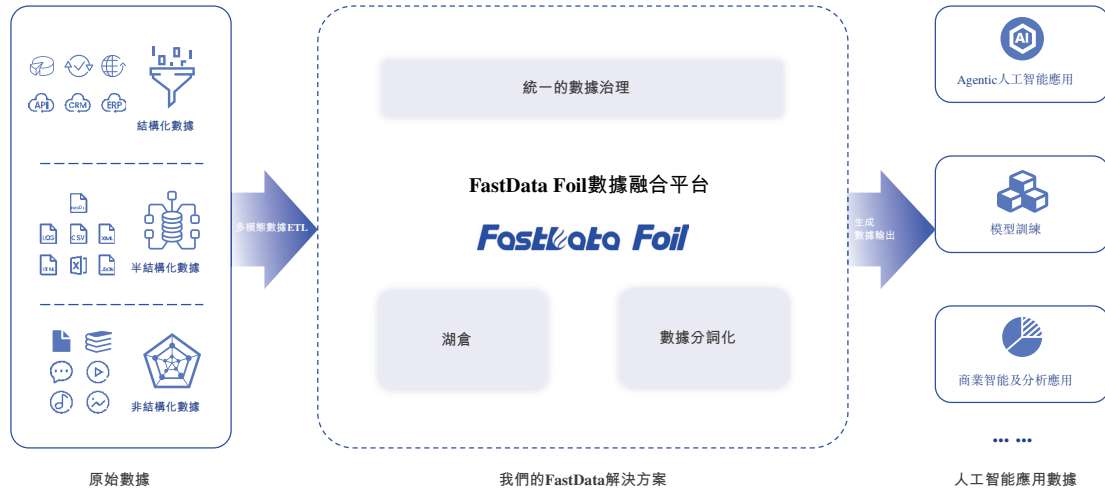 API
CRM
ERP
結構化數據
NoSQL
LOG
CSV
XML
HTML
X
JSON
半結構化數據
非結構化數據
原始數據
多模態數據ETL
統一的數據治理
FastData Foil數據融合平台
FastData Foil
湖倉
數據分詞化
我們的FastData解決方案
生成
數據輸出
AI
Agentic人工智能應用
模型訓練
商業智能及分析應用
... ...
人工智能應用數據